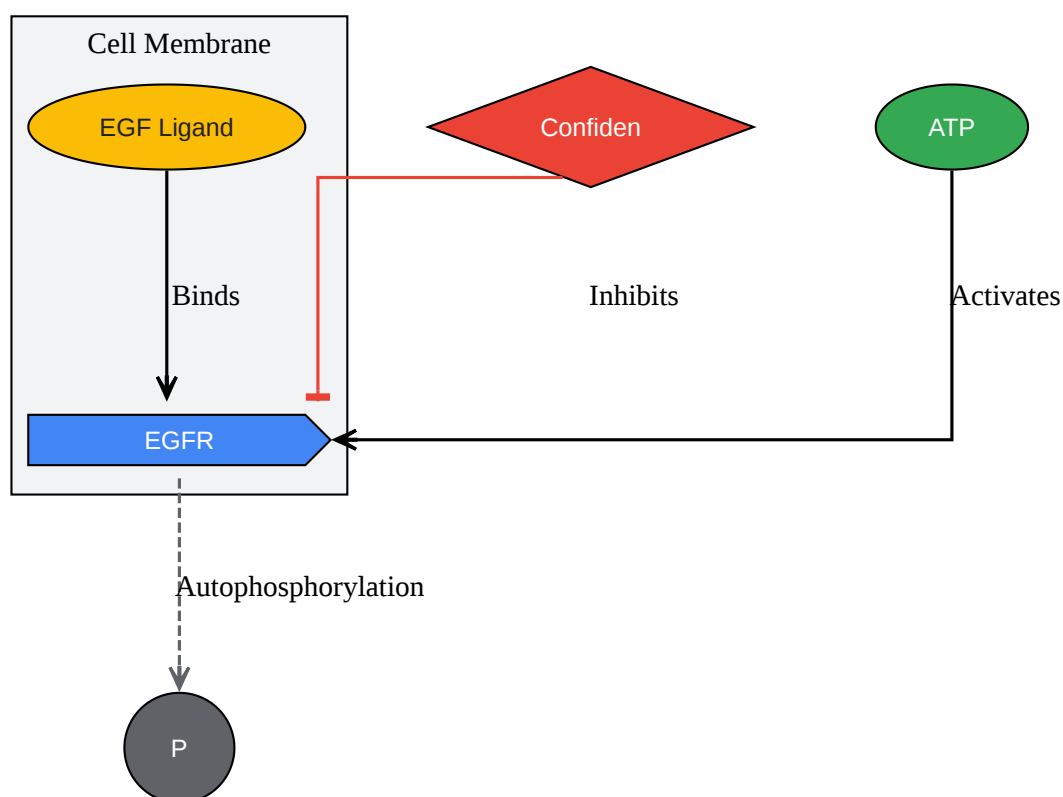 Cell Membrane
EGF Ligand
Confiden
ATP
Binds
Inhibits
Activates
EGFR
Autophosphorylation
P